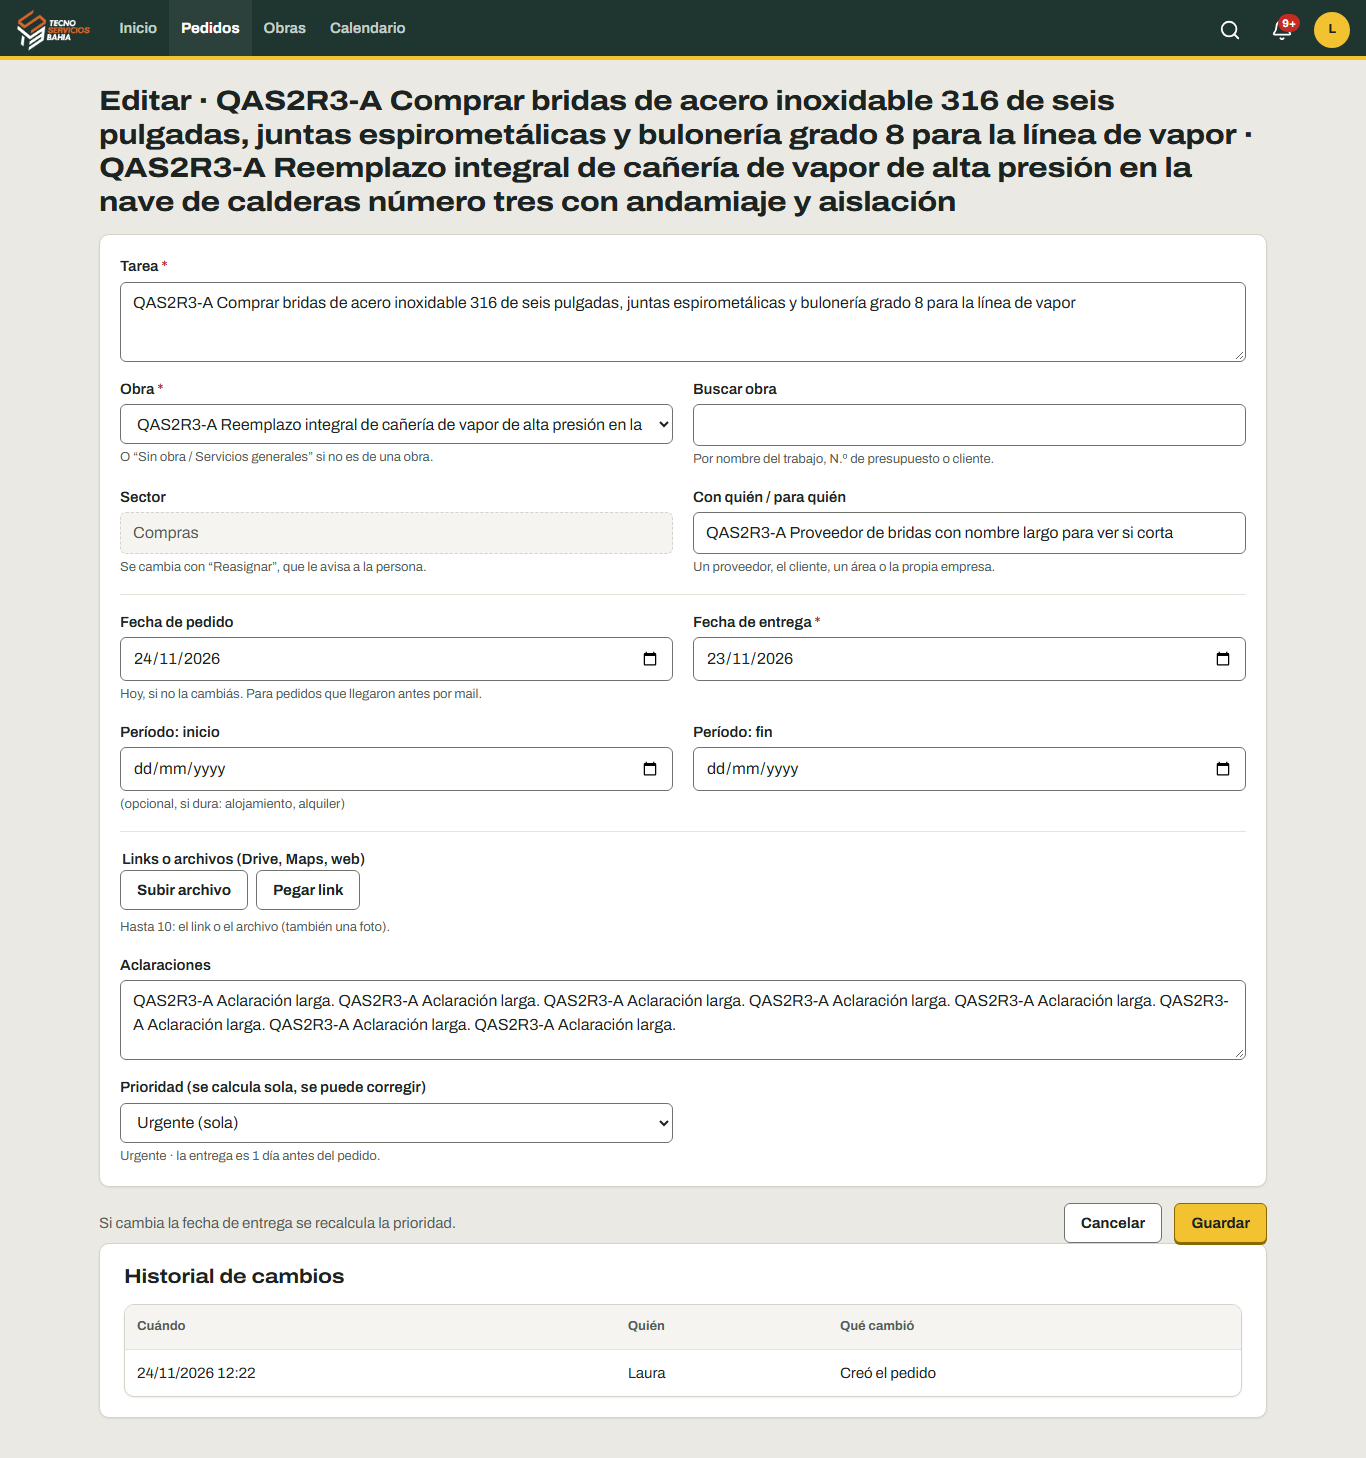 TECNO
SERVICIOS
BAHIA
Inicio
Pedidos
Obras
Calendario
9+
L
Editar · QAS2R3-A Comprar bridas de acero inoxidable 316 de seis
pulgadas, juntas espirometálicas y bulonería grado 8 para la línea de vapor ·
QAS2R3-A Reemplazo integral de cañería de vapor de alta presión en la
nave de calderas número tres con andamiaje y aislación
Tarea *
QAS2R3-A Comprar bridas de acero inoxidable 316 de seis pulgadas, juntas espirometálicas y bulonería grado 8 para la línea de vapor
Obra *
Buscar obra
QAS2R3-A Reemplazo integral de cañería de vapor de alta presión en la
O “Sin obra / Servicios generales” si no es de una obra.
Por nombre del trabajo, N.º de presupuesto o cliente.
Sector
Con quién / para quién
Compras
QAS2R3-A Proveedor de bridas con nombre largo para ver si corta
Se cambia con “Reasignar”, que le avisa a la persona.
Un proveedor, el cliente, un área o la propia empresa.
Fecha de pedido
Fecha de entrega *
24/11/2026
23/11/2026
Hoy, si no la cambiás. Para pedidos que llegaron antes por mail.
Período: inicio
Período: fin
dd/mm/yyyy
dd/mm/yyyy
(opcional, si dura: alojamiento, alquiler)
Links o archivos (Drive, Maps, web)
Subir archivo
Pegar link
Hasta 10: el link o el archivo (también una foto).
Aclaraciones
QAS2R3-A Aclaración larga. QAS2R3-A Aclaración larga. QAS2R3-A Aclaración larga. QAS2R3-A Aclaración larga. QAS2R3-A Aclaración larga. QAS2R3-
A Aclaración larga. QAS2R3-A Aclaración larga. QAS2R3-A Aclaración larga.
Prioridad (se calcula sola, se puede corregir)
Urgente (sola)
Urgente · la entrega es 1 día antes del pedido.
Si cambia la fecha de entrega se recalcula la prioridad.
Cancelar
Guardar
Historial de cambios
Cuándo
Quién
Qué cambió
24/11/2026 12:22
Laura
Creó el pedido